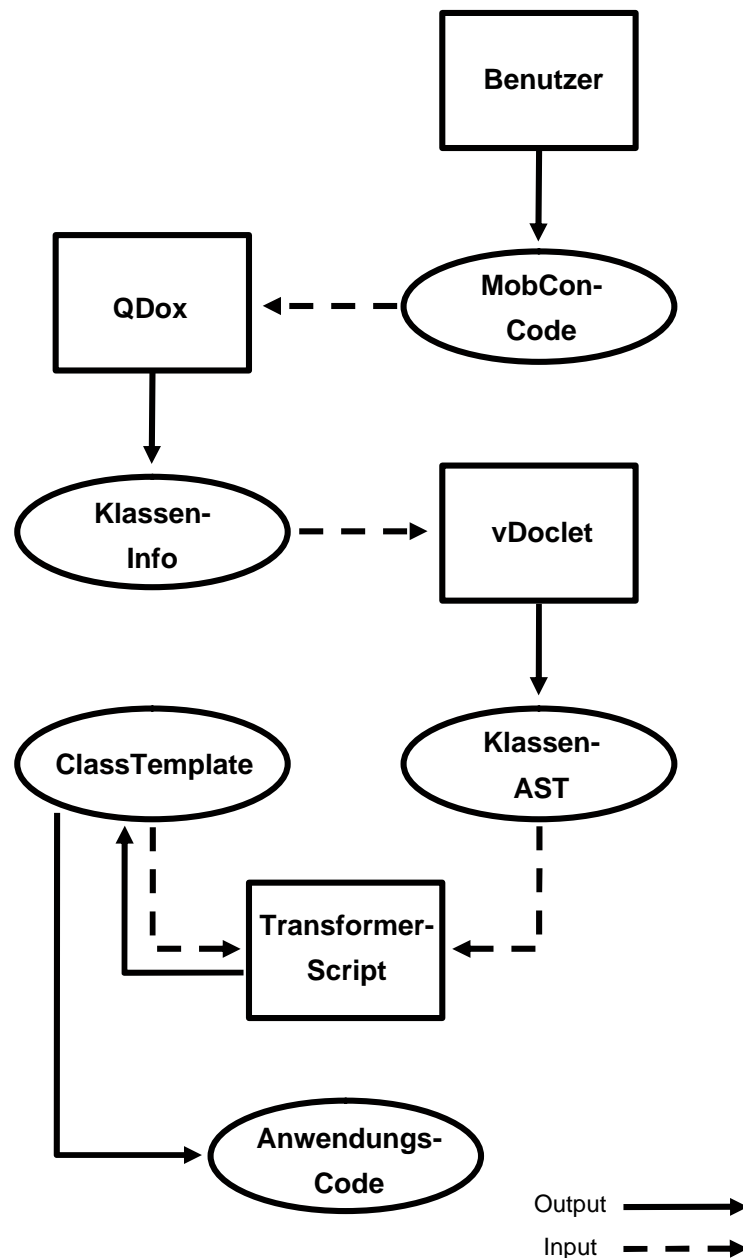 Benutzer
MobCon-
Code
QDox
Klassen-
Info
vDoclet
ClassTemplate
Klassen-
AST
Transformer-
Script
Anwendungs-
Code
Output
Input